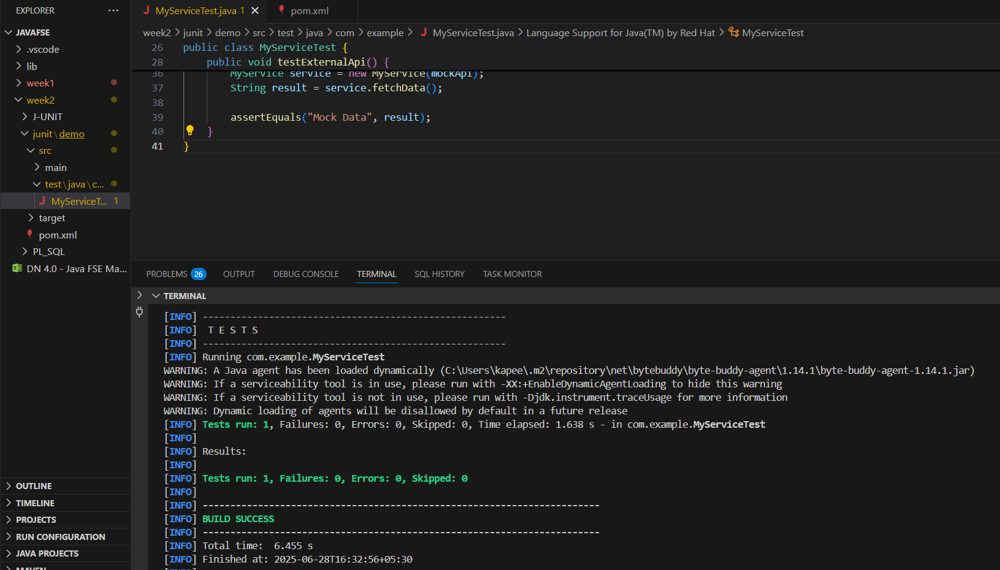 EXPLORER
···
JAVAFSE
.vscode
lib
week1
week2
J-UNIT
junit\demo
src
main
test\java\c...
MyServiceT... 1
target
pom.xml
PL_SQL
DN 4.0 - Java FSE Ma...
OUTLINE
TIMELINE
PROJECTS
RUN CONFIGURATION
JAVA PROJECTS
MAVEN
J MyServiceTest.java 1 ×
pom.xml
week2 > junit > demo > src > test > java > com > example > J MyServiceTest.java > Language Support for Java(TM) by Red Hat > MyServiceTest
26 public class MyServiceTest {
28 public void testExternalApi() {
36 MyService service = new MyService(mockApi);
37 String result = service.fetchData();
38
39 assertEquals("Mock Data", result);
40 }
41 }
PROBLEMS 26 OUTPUT DEBUG CONSOLE TERMINAL SQL HISTORY TASK MONITOR
TERMINAL
[INFO] -------------------------------------------------------
[INFO]  T E S T S
[INFO] -------------------------------------------------------
[INFO] Running com.example.MyServiceTest
WARNING: A Java agent has been loaded dynamically (C:\Users\kapee\.m2\repository\net\bytebuddy\byte-buddy-agent\1.14.1\byte-buddy-agent-1.14.1.jar)
WARNING: If a serviceability tool is in use, please run with -XX:+EnableDynamicAgentLoading to hide this warning
WARNING: If a serviceability tool is not in use, please run with -Djdk.instrument.traceUsage for more information
WARNING: Dynamic loading of agents will be disallowed by default in a future release
[INFO] Tests run: 1, Failures: 0, Errors: 0, Skipped: 0, Time elapsed: 1.638 s - in com.example.MyServiceTest
[INFO]
[INFO] Results:
[INFO]
[INFO] Tests run: 1, Failures: 0, Errors: 0, Skipped: 0
[INFO]
[INFO] ------------------------------------------------------------------------
[INFO] BUILD SUCCESS
[INFO] ------------------------------------------------------------------------
[INFO] Total time:  6.455 s
[INFO] Finished at: 2025-06-28T16:32:56+05:30